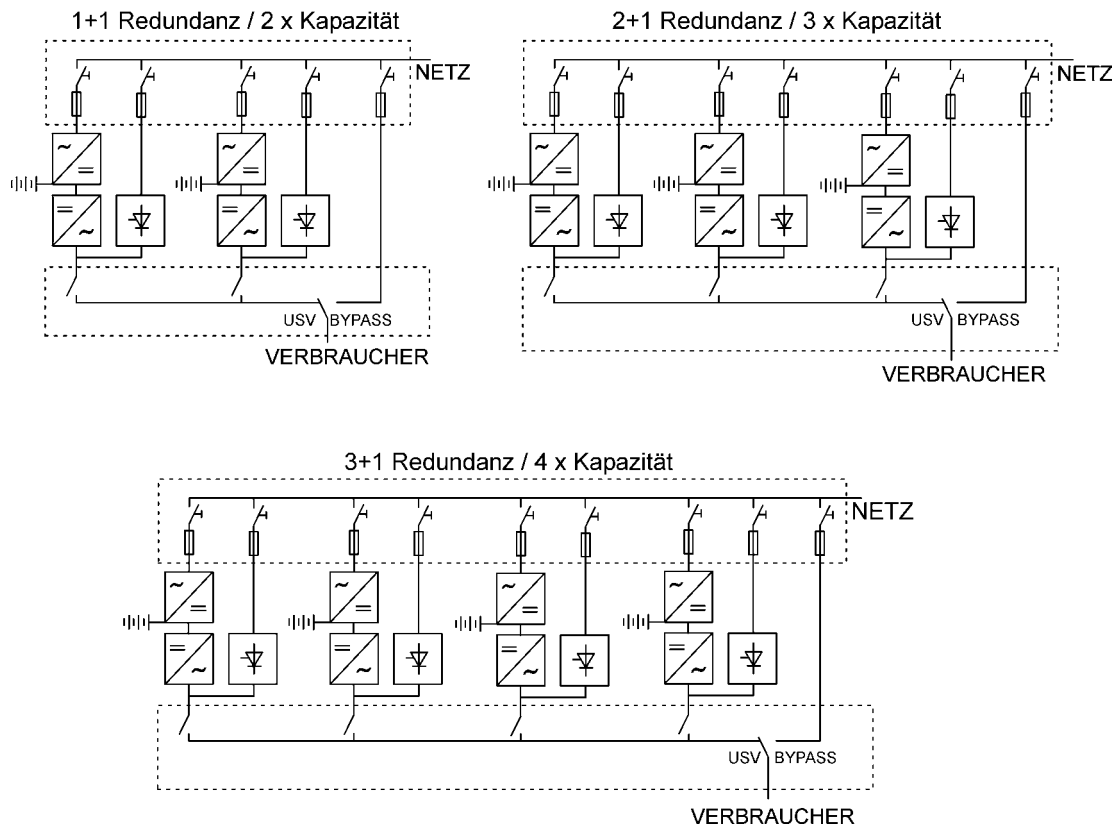 1+1 Redundanz / 2 x Kapazität
NETZ
USV BYPASS
VERBRAUCHER
2+1 Redundanz / 3 x Kapazität
NETZ
USV BYPASS
VERBRAUCHER
3+1 Redundanz / 4 x Kapazität
NETZ
USV BYPASS
VERBRAUCHER